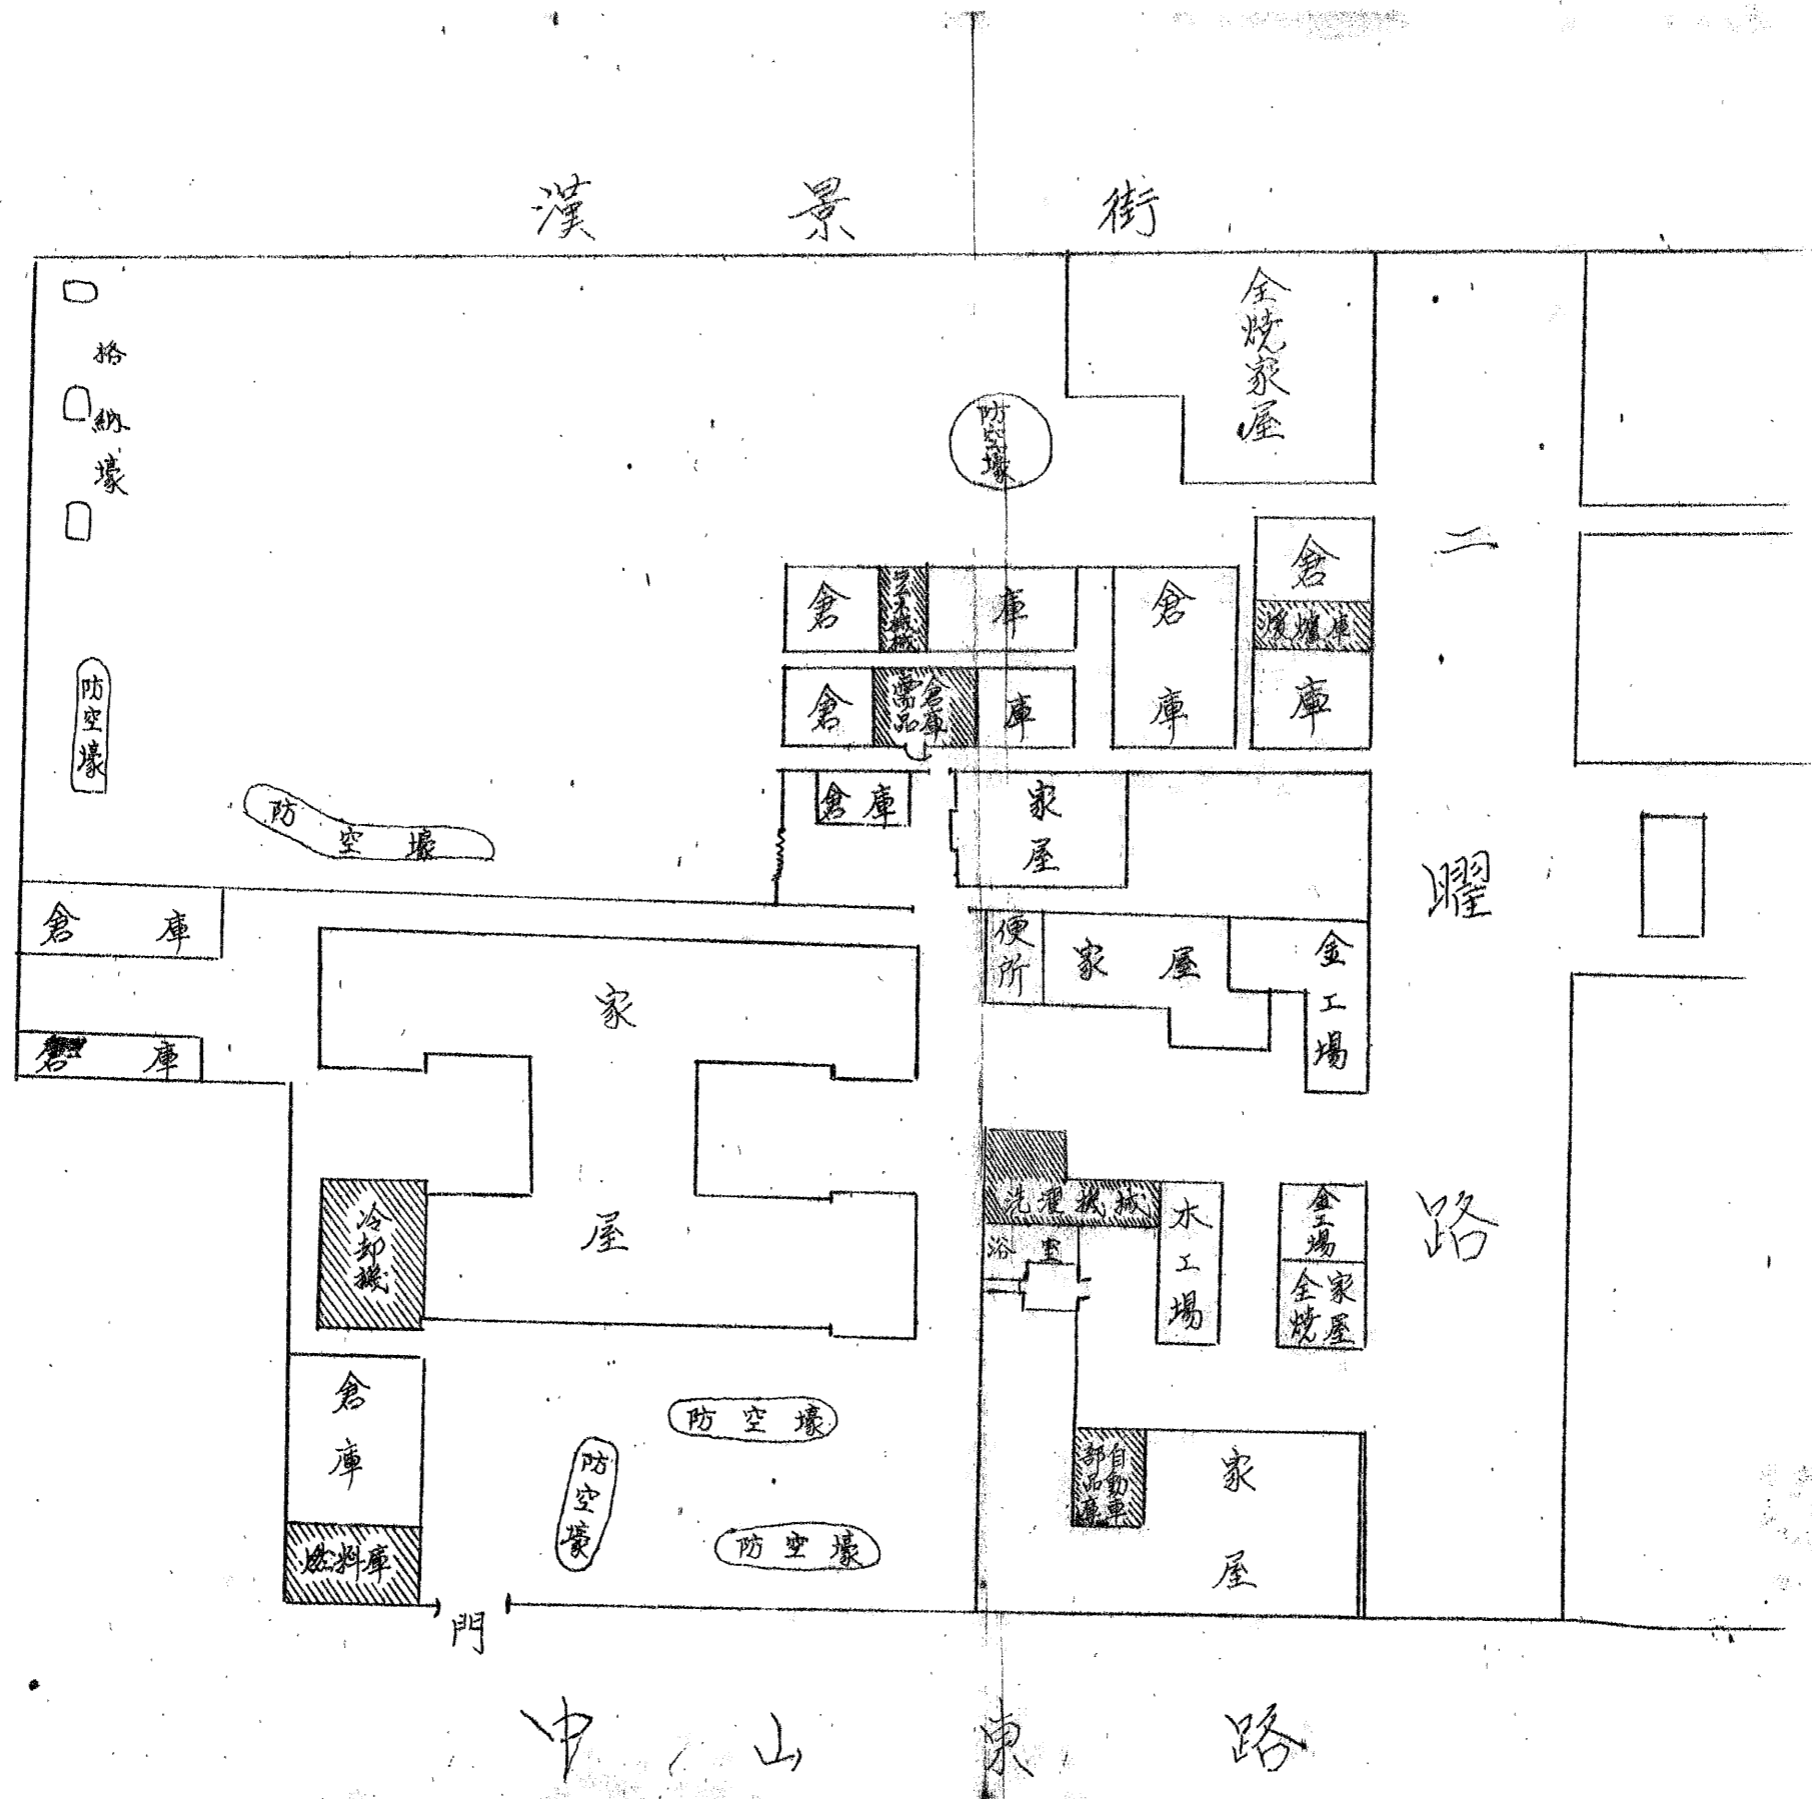 漢景街
全焼家屋
格納壕
防空壕
二曜路
倉庫
倉庫
倉庫
煖爐庫
倉庫
需品倉庫
防空壕
防空壕
倉庫
家屋
倉庫
便所
家屋
金工場
家屋
倉庫
洗濯機械
浴室
木工場
金工場
全焼家屋
冷却機
倉庫
防空壕
防空壕
防空壕
自動車部品庫
家屋
燃料庫
門
中山東路